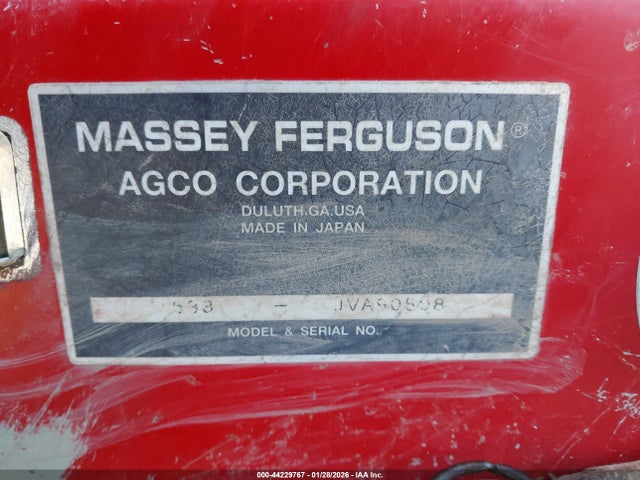 MASSEY FERGUSON®
AGCO CORPORATION
DULUTH,GA.USA
MADE IN JAPAN
-
MODEL & SERIAL NO.
000-44229767 | 01/28/2026 - IAA Inc.